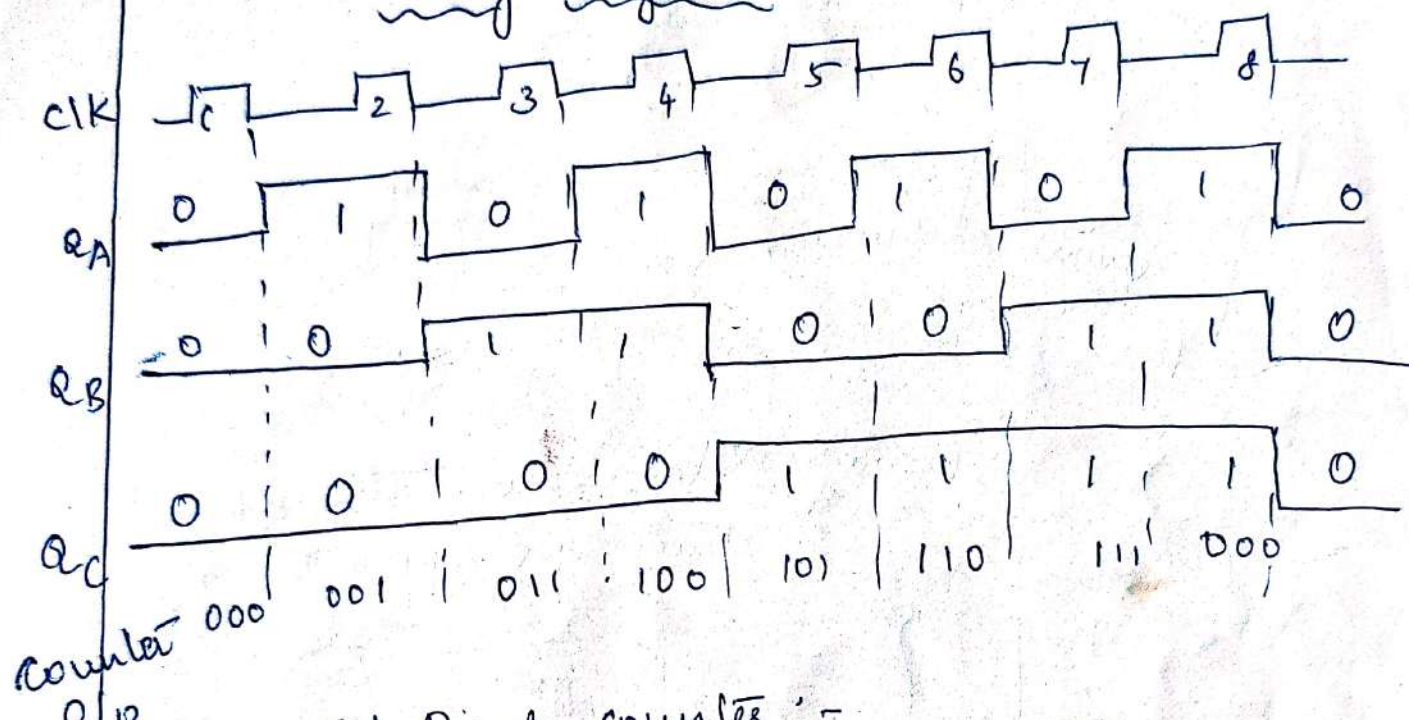 CLK 1 2 3 4 5 6 7 8
QA 0 1 0 1 0 1 0 1 0
QB 0 0 1 1 0 0 1 1 0
QC 0 0 0 0 1 1 1 1 0
000 001 011 100 101 110 111 000
counter
O/P
counter